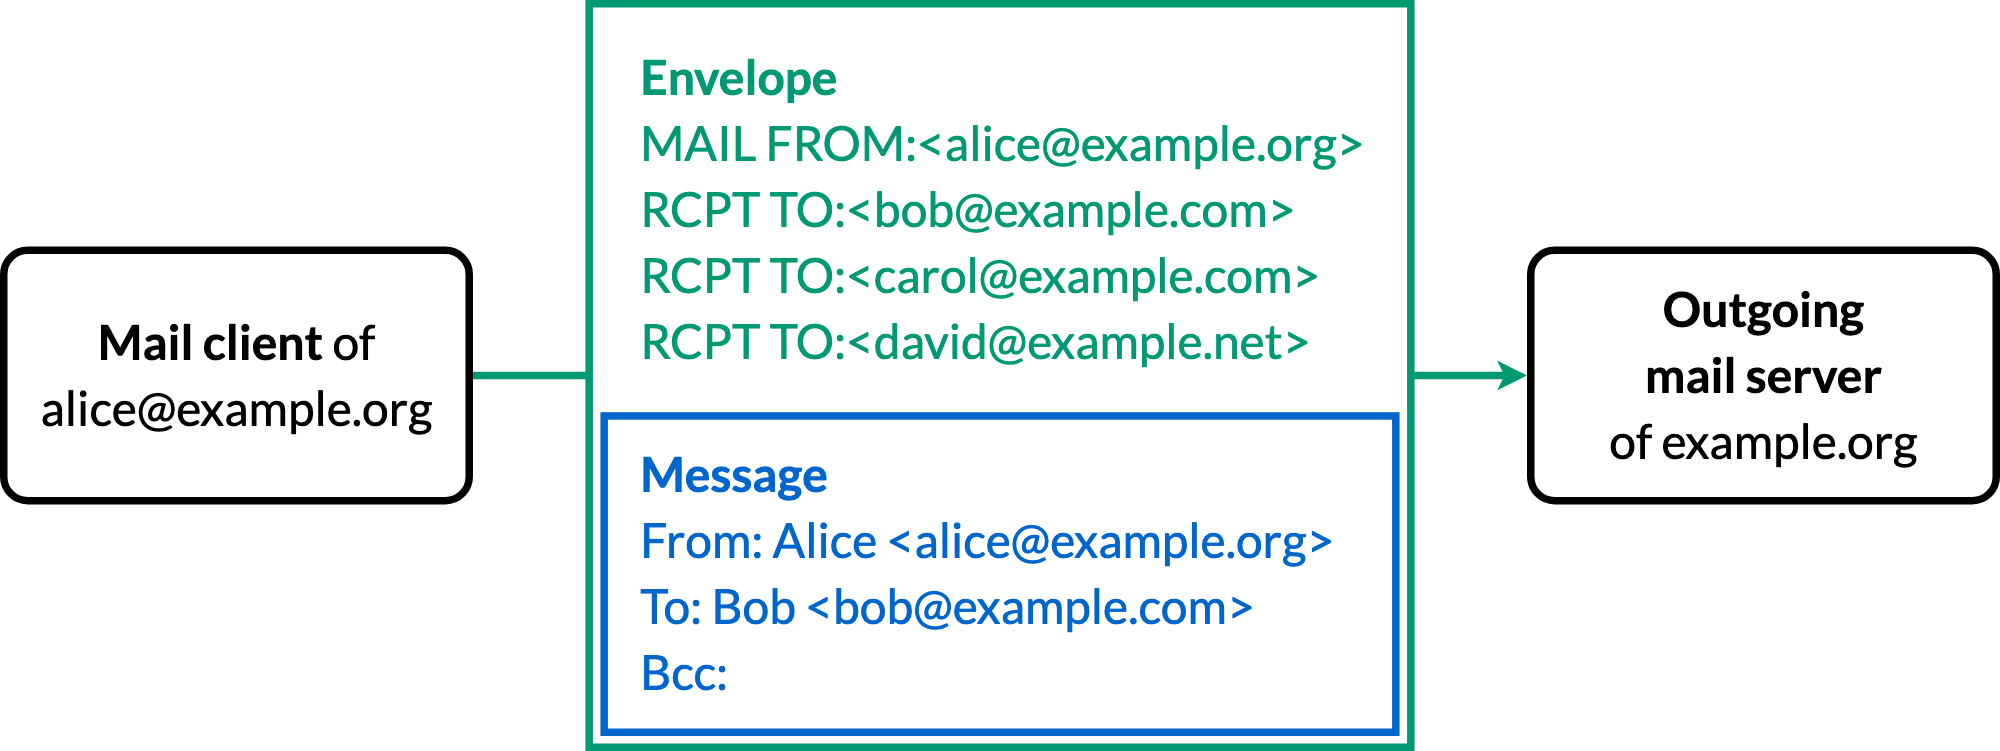 Mail client of
alice@example.org
Envelope
MAIL FROM:<alice@example.org>
RCPT TO:<bob@example.com>
RCPT TO:<carol@example.com>
RCPT TO:<david@example.net>
Message
From: Alice <alice@example.org>
To: Bob <bob@example.com>
Bcc:
Outgoing
mail server
of example.org